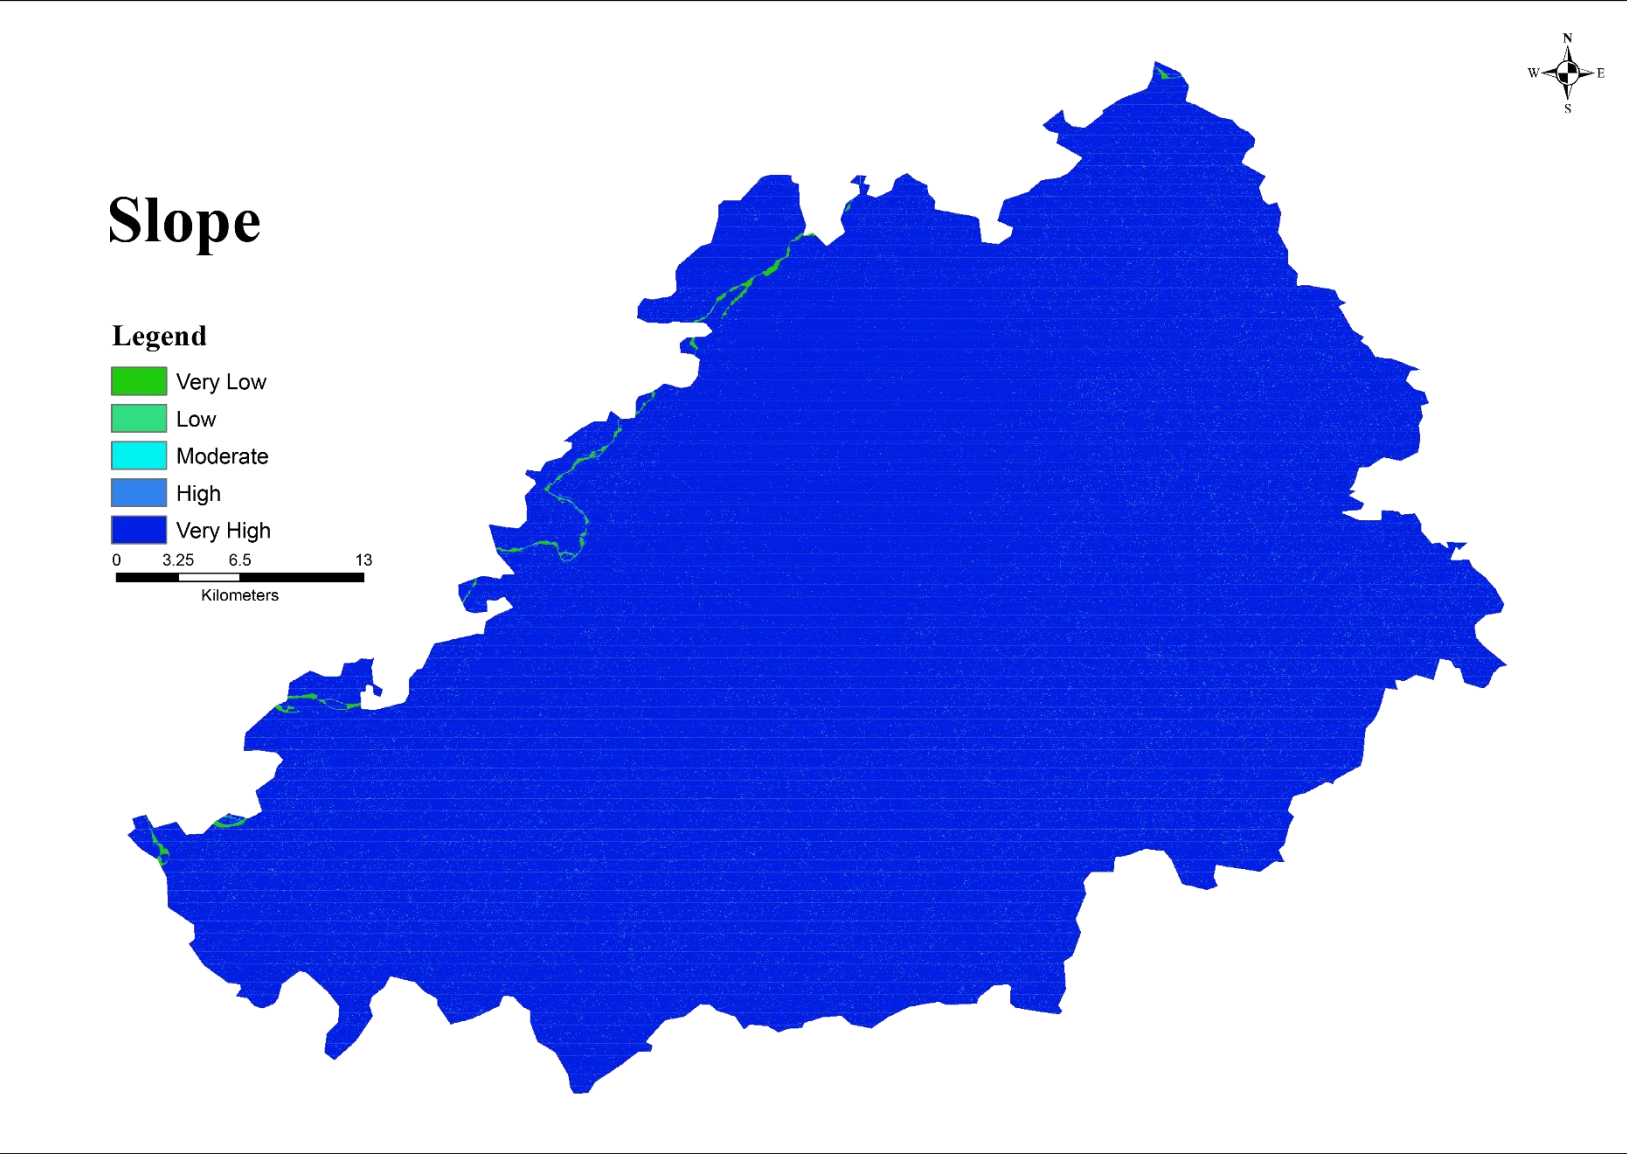 N
W E
S
Slope
Legend
Very Low
Low
Moderate
High
Very High
0 3.25 6.5 13
Kilometers